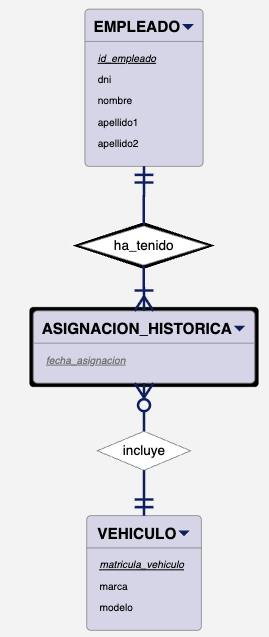 EMPLEADO
id_empleado
dni
nombre
apellido1
apellido2
ha_tenido
ASIGNACION_HISTORICA
fecha_asignacion
incluye
VEHICULO
matricula_vehiculo
marca
modelo